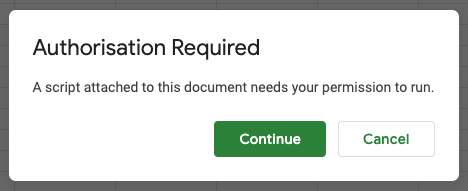 Authorisation Required
A script attached to this document needs your permission to run.
Continue
Cancel